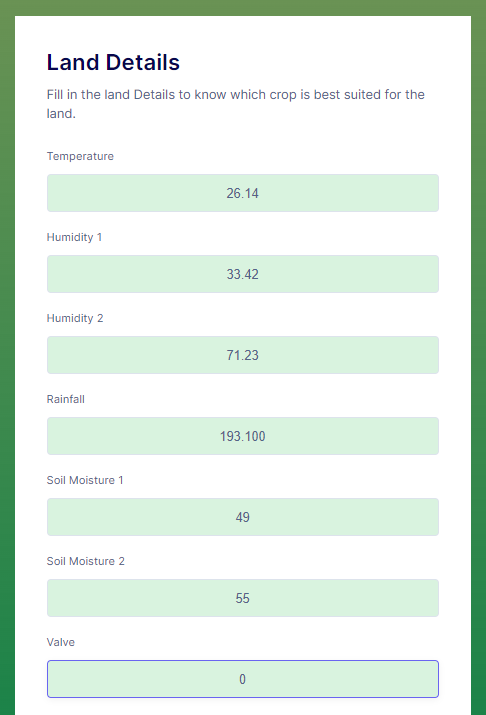 Land Details
Fill in the land Details to know which crop is best suited for the
land.
Temperature
26.14
Humidity 1
33.42
Humidity 2
71.23
Rainfall
193.100
Soil Moisture 1
49
Soil Moisture 2
55
Valve
0